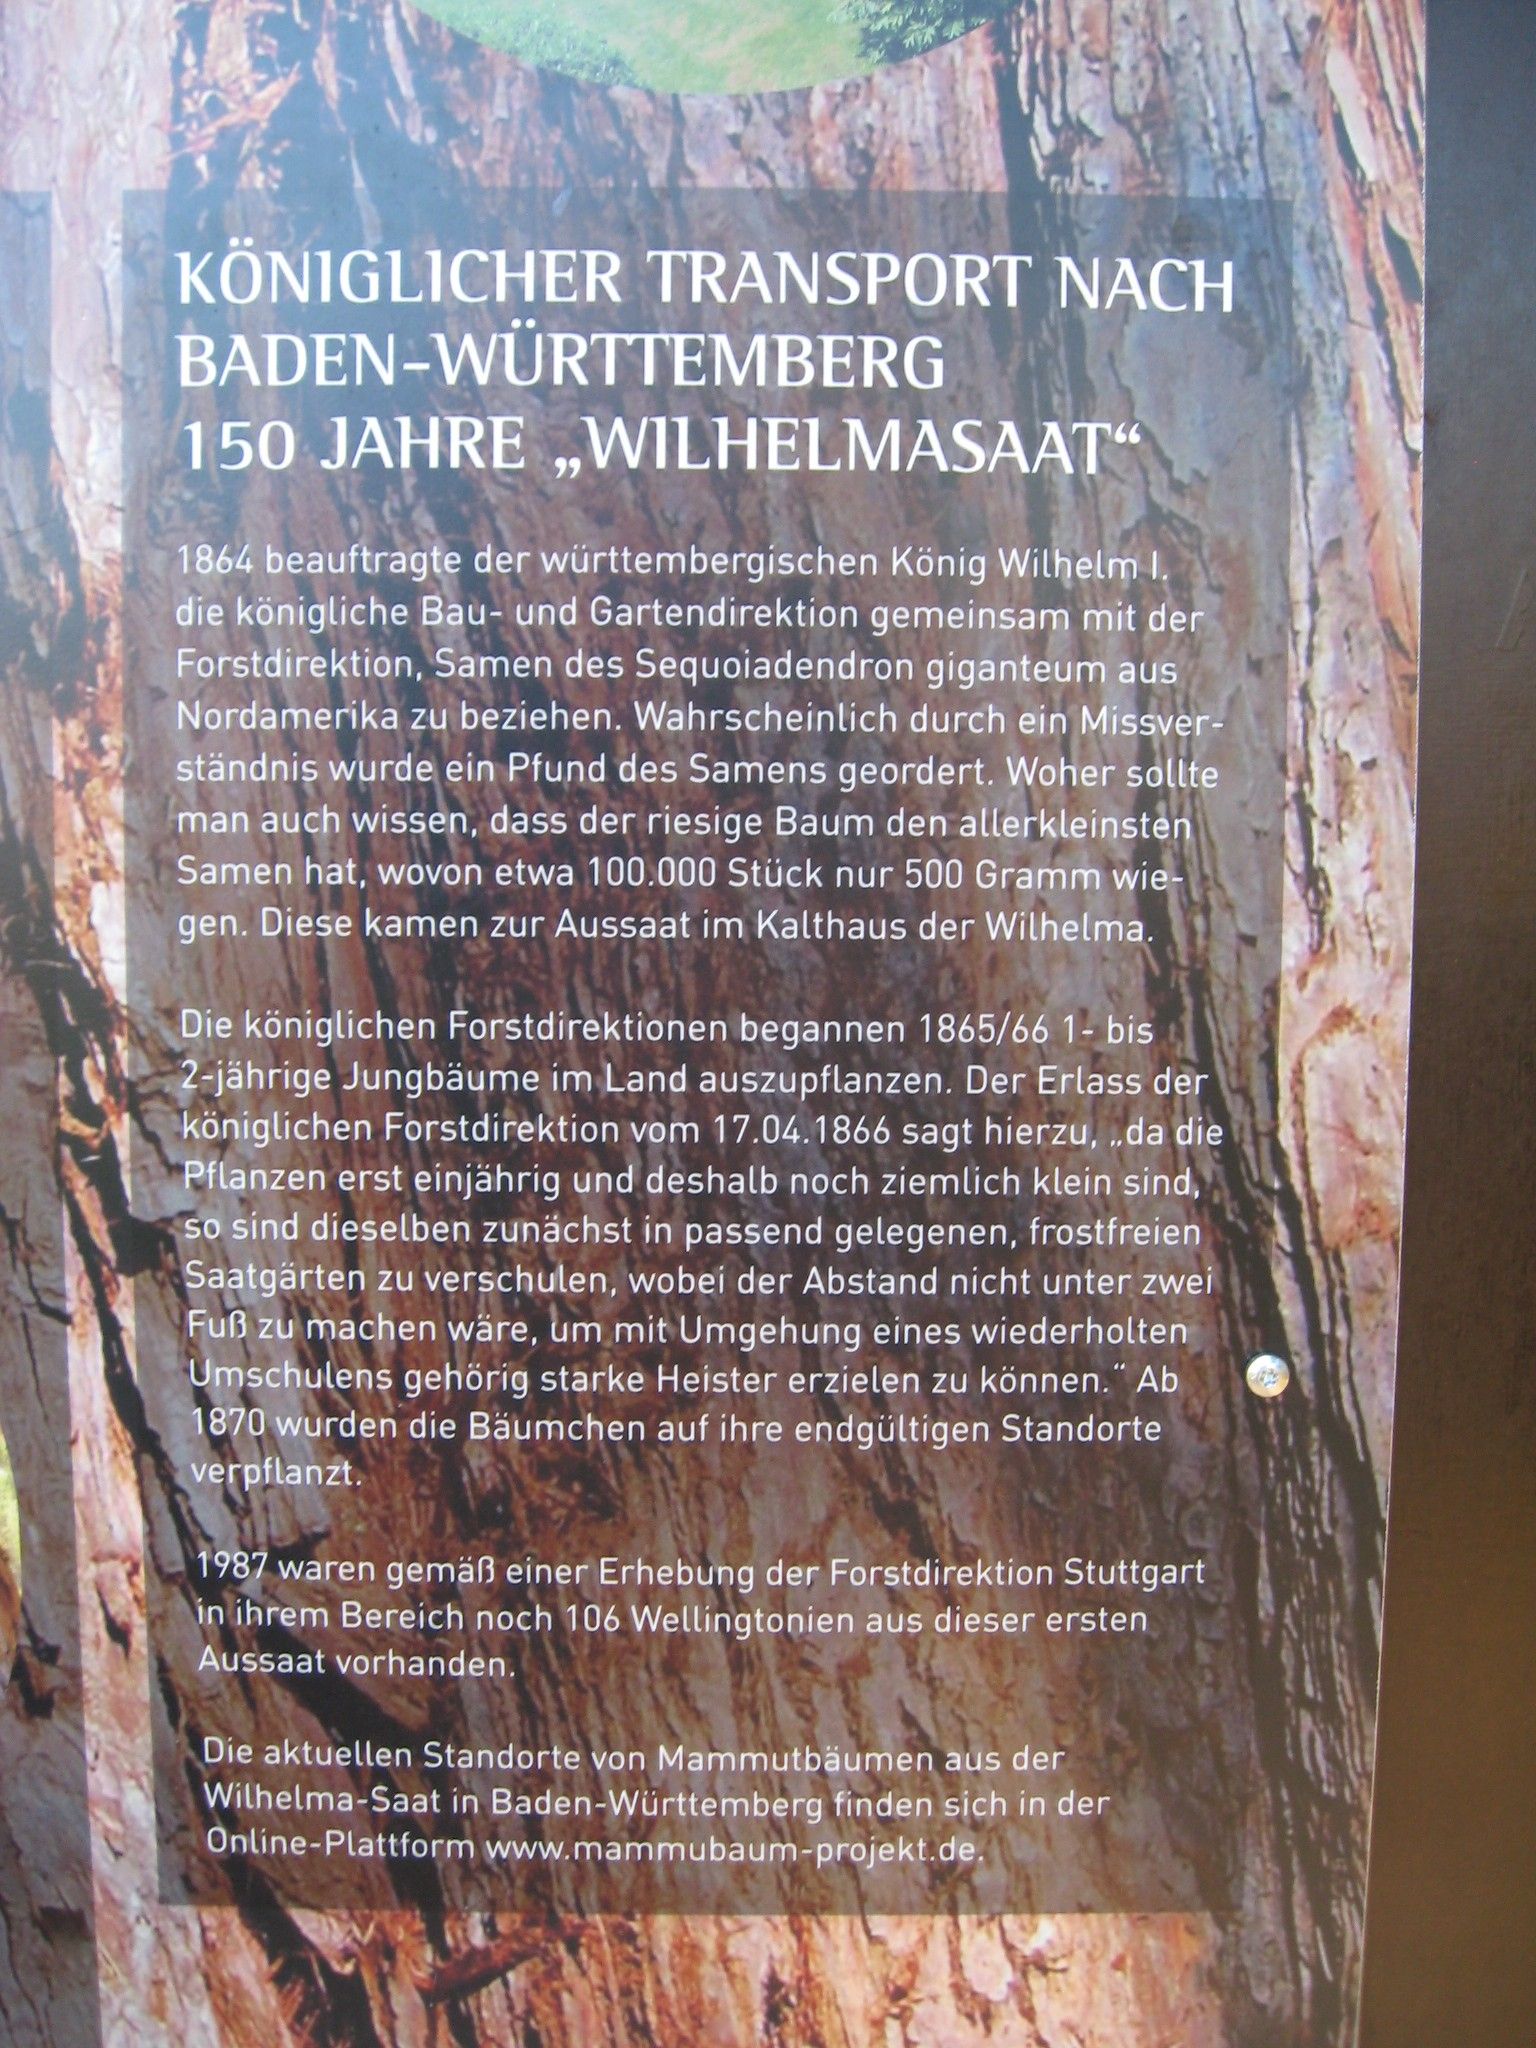 KÖNIGLICHER TRANSPORT NACH
BADEN-WÜRTTEMBERG
150 JAHRE „WILHELMASAAT“
1864 beauftragte der württembergischen König Wilhelm I.
die königliche Bau- und Gartendirektion gemeinsam mit der
Forstdirektion, Samen des Sequoiadendron giganteum aus
Nordamerika zu beziehen. Wahrscheinlich durch ein Missver-
ständnis wurde ein Pfund des Samens geordert. Woher sollte
man auch wissen, dass der riesige Baum den allerkleinsten
Samen hat, wovon etwa 100.000 Stück nur 500 Gramm wie-
gen. Diese kamen zur Aussaat im Kalthaus der Wilhelma.
Die königlichen Forstdirektionen begannen 1865/66 1- bis
2-jährige Jungbäume im Land auszupflanzen. Der Erlass der
königlichen Forstdirektion vom 17.04.1866 sagt hierzu, „da die
Pflanzen erst einjährig und deshalb noch ziemlich klein sind,
so sind dieselben zunächst in passend gelegenen, frostfreien
Saatgärten zu verschulen, wobei der Abstand nicht unter zwei
Fuß zu machen wäre, um mit Umgehung eines wiederholten
Umschulens gehörig starke Heister erzielen zu können.“ Ab
1870 wurden die Bäumchen auf ihre endgültigen Standorte
verpflanzt.
1987 waren gemäß einer Erhebung der Forstdirektion Stuttgart
in ihrem Bereich noch 106 Wellingtonien aus dieser ersten
Aussaat vorhanden.
Die aktuellen Standorte von Mammutbäumen aus der
Wilhelma-Saat in Baden-Württemberg finden sich in der
Online-Plattform www.mammubaum-projekt.de.